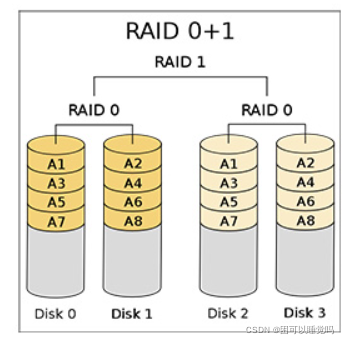 RAID 0+1
RAID 1
RAID 0 RAID 0
A1 A2 A1 A2
A3 A4 A3 A4
A5 A6 A5 A6
A7 A8 A7 A8
Disk 0 Disk 1 Disk 2 Disk 3
CSDN @困可以睡觉吗